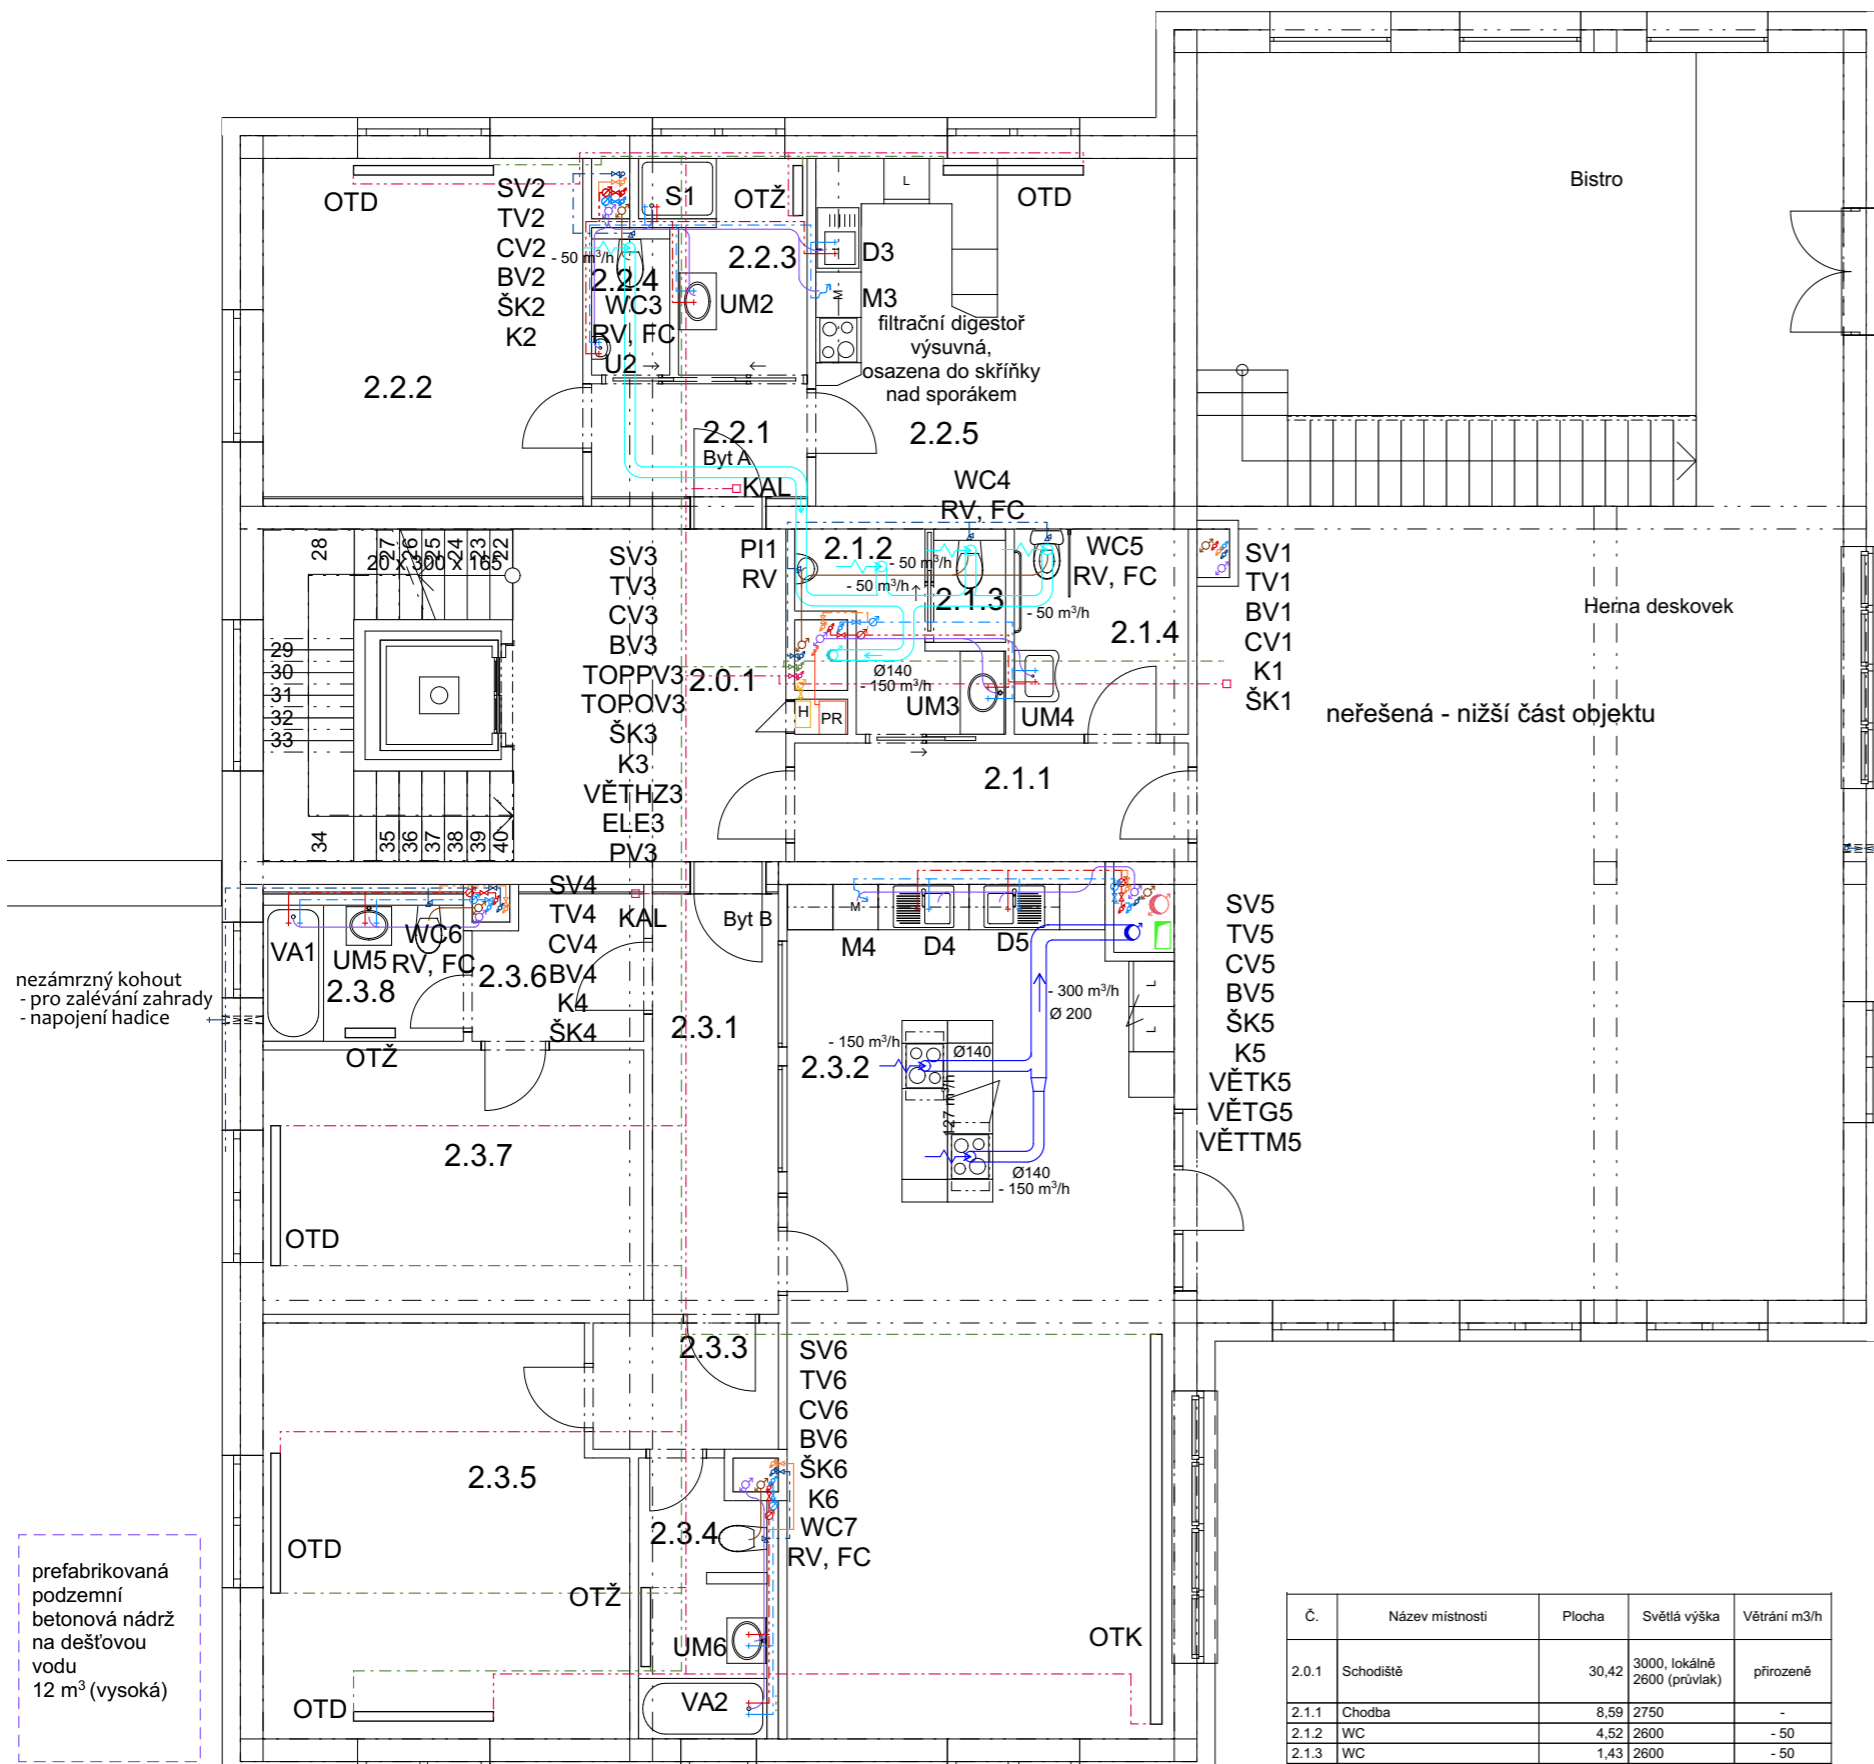 Bistro
OTD
SV2
TV2
CV2
BV2
ŠK2
K2
S1
OTŽ
L
OTD
- 50 m³/h
2.2.4
WC3
RV, FC
U2
2.2.3
UM2
D3
M
M3
filtrační digestoř
výsuvná,
osazena do skříňky
nad sporákem
2.2.2
2.2.1
Byt A
KAL
2.2.5
WC4
RV, FC
28
27
26
25
24
23
22
20 x 300 x 165
29
30
31
32
33
34
35
36
37
38
39
40
SV3
TV3
CV3
BV3
TOPPV3
TOPOV3
ŠK3
K3
VĚTHZ3
ELE3
PV3
2.0.1
PI1
RV
2.1.2
- 50 m³/h
- 50 m³/h
2.1.3
WC5
RV, FC
- 50 m³/h
2.1.4
Ø140
- 150 m³/h
UM3
UM4
H
PR
2.1.1
SV1
TV1
BV1
CV1
K1
ŠK1
Herna deskovek
neřešená - nižší část objektu
SV4
TV4
CV4
BV4
K4
ŠK4
KAL
Byt B
VA1
UM5
WC6
RV, FC
2.3.8
2.3.6
OTŽ
nezámrzný kohout
- pro zalévání zahrady
- napojení hadice
2.3.1
M
M4
D4
D5
L
L
- 300 m³/h
Ø 200
- 150 m³/h
2.3.2
Ø140
127 m³/h
Ø140
- 150 m³/h
SV5
TV5
CV5
BV5
ŠK5
K5
VĚTK5
VĚTG5
VĚTTM5
2.3.7
OTD
2.3.3
SV6
TV6
CV6
BV6
ŠK6
K6
WC7
RV, FC
2.3.5
OTD
2.3.4
OTŽ
UM6
VA2
OTD
OTK
prefabrikovaná
podzemní
betonová nádrž
na dešťovou
vodu
12 m³ (vysoká)
Č. Název místnosti Plocha Světlá výška Větrání m3/h
2.0.1 Schodiště 30,42 3000, lokálně 2600 (průvlak) přirozeně
2.1.1 Chodba 8,59 2750 -
2.1.2 WC 4,52 2600 - 50
2.1.3 WC 1,43 2600 - 50